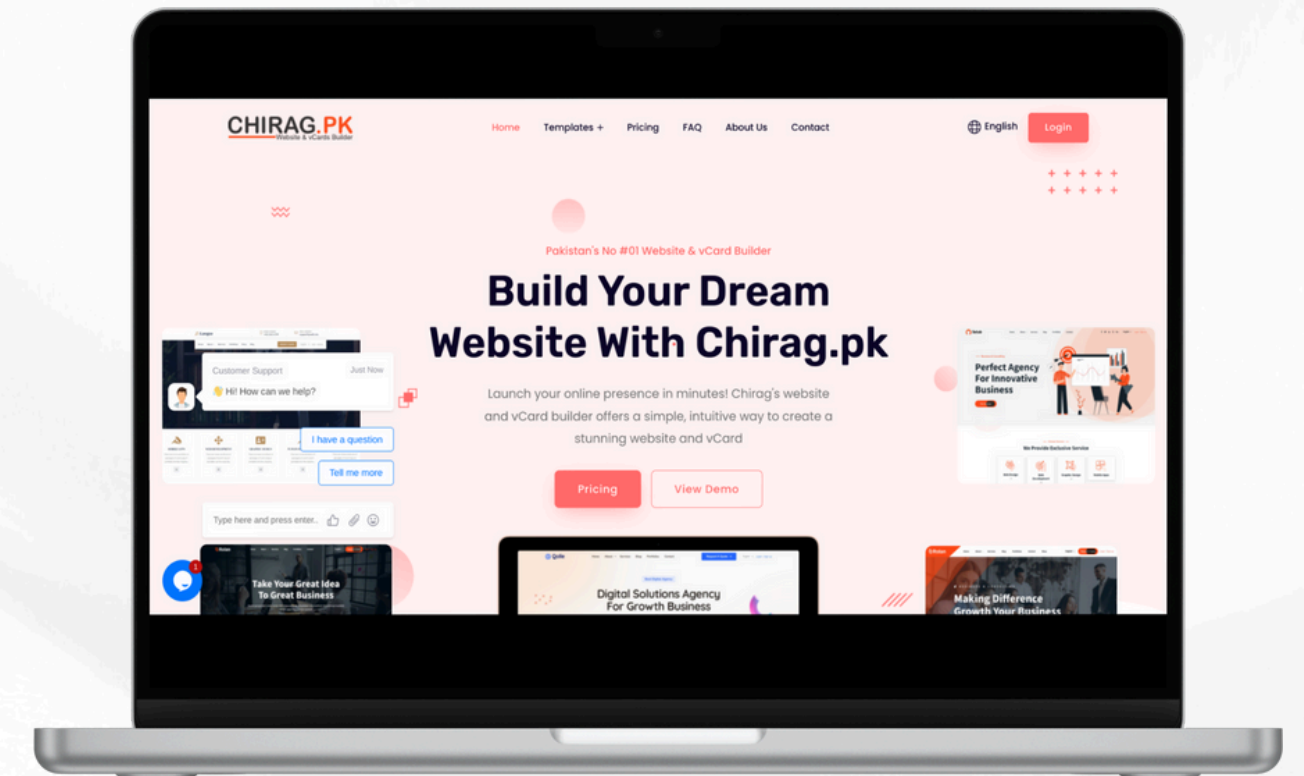 CHIRAG.PK
Website & vCards Builder
Home Templates + Pricing FAQ About Us Contact
English Login
Pakistan's No #01 Website & vCard Builder
Build Your Dream
Website With Chirag.pk
Launch your online presence in minutes! Chirag's website
and vCard builder offers a simple, intuitive way to create a
stunning website and vCard
Pricing View Demo
Customer Support Just Now
👋 Hi! How can we help?
I have a question
Tell me more
Type here and press enter..
1
Take Your Great Idea
To Great Business
Quile
Digital Solutions Agency
For Growth Business
Perfect Agency
For Innovative
Business
We Provide Exclusive Service
Making Difference
Growth Your Business